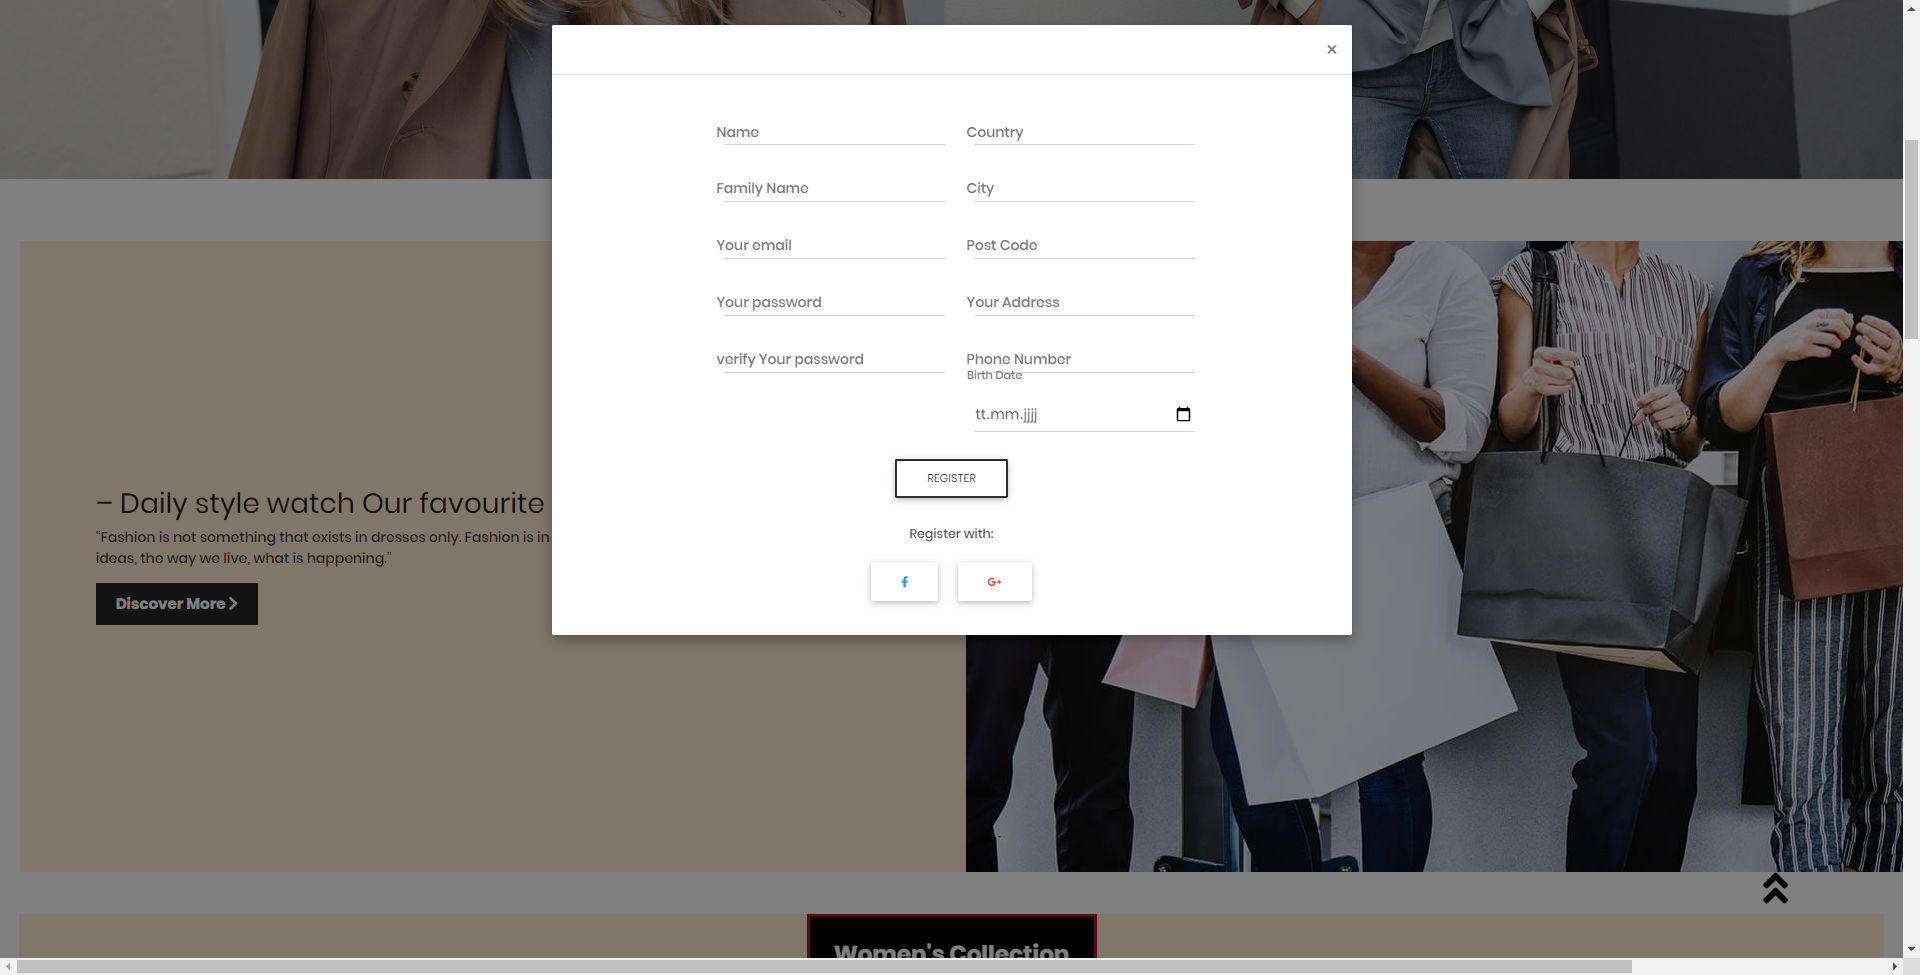 ×
Name
Country
Family Name
City
Your email
Post Code
Your password
Your Address
verify Your password
Phone Number
Birth Date
tt.mm.jjjj
REGISTER
Register with:
f
G+
– Daily style watch Our favourite
“Fashion is not something that exists in dresses only. Fashion is in
ideas, the way we live, what is happening.”
Discover More
Women's Collection